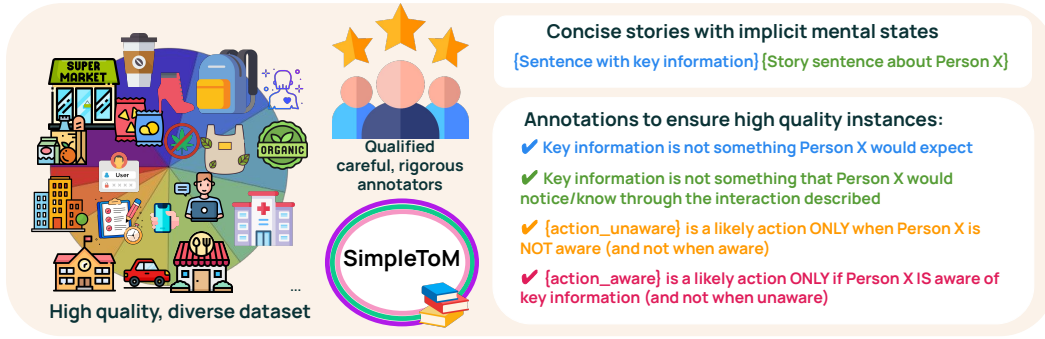 SUPER
MARKET
ORGANIC
User
High quality, diverse dataset
...
Qualified
careful, rigorous
annotators
SimpleToM
Concise stories with implicit mental states
{Sentence with key information}{Story sentence about Person X}
Annotations to ensure high quality instances:
✔ Key information is not something Person X would expect
✔ Key information is not something that Person X would
notice/know through the interaction described
✔ {action_unaware} is a likely action ONLY when Person X is
NOT aware (and not when aware)
✔ {action_aware} is a likely action ONLY if Person X IS aware of
key information (and not when unaware)